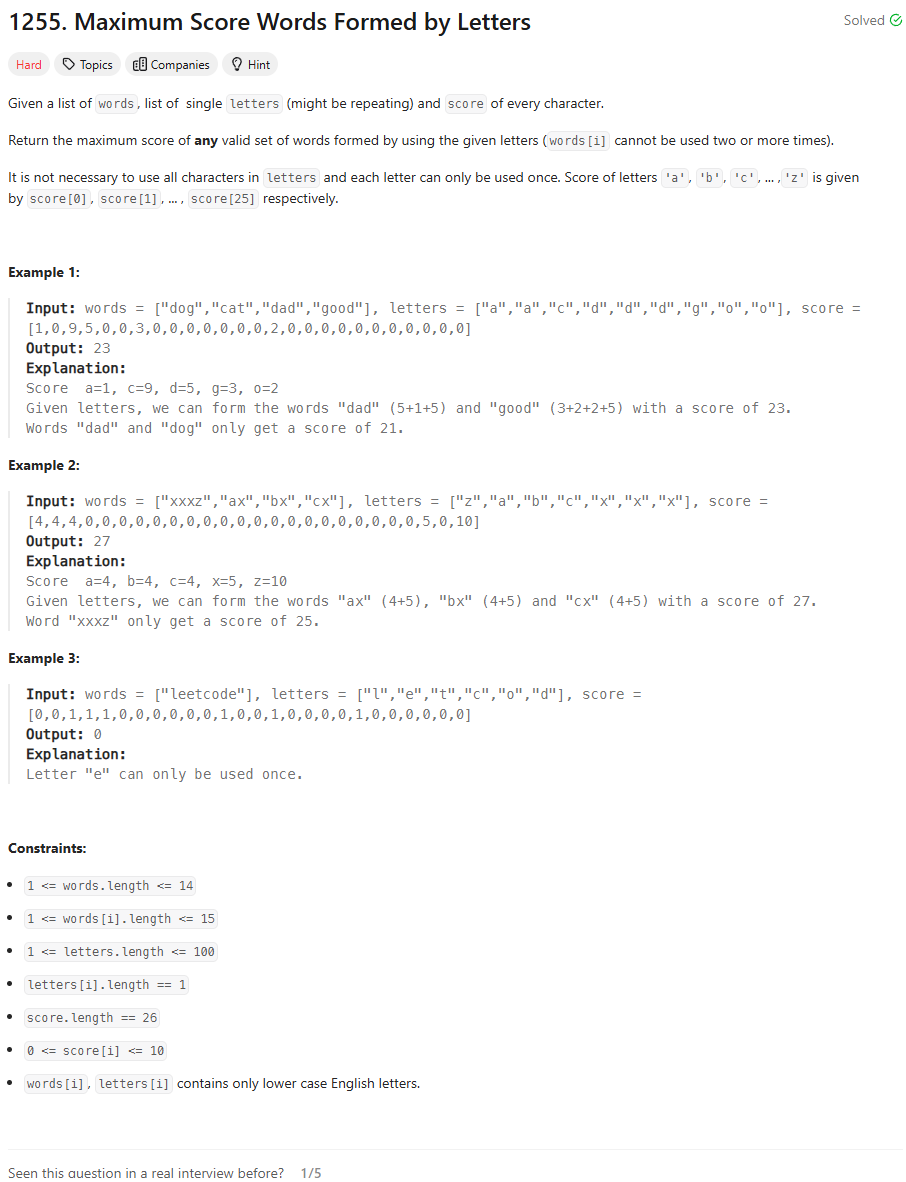 1255. Maximum Score Words Formed by Letters
Solved
Hard Topics Companies Hint
Given a list of words, list of single letters (might be repeating) and score of every character.
Return the maximum score of any valid set of words formed by using the given letters (words[i] cannot be used two or more times).
It is not necessary to use all characters in letters and each letter can only be used once. Score of letters 'a', 'b', 'c', ... ,'z' is given
by score[0], score[1], ... , score[25] respectively.
Example 1:
Input: words = ["dog","cat","dad","good"], letters = ["a","a","c","d","d","d","g","o","o"], score =
[1,0,9,5,0,0,3,0,0,0,0,0,0,0,2,0,0,0,0,0,0,0,0,0,0,0]
Output: 23
Explanation:
Score  a=1, c=9, d=5, g=3, o=2
Given letters, we can form the words "dad" (5+1+5) and "good" (3+2+2+5) with a score of 23.
Words "dad" and "dog" only get a score of 21.
Example 2:
Input: words = ["xxxz","ax","bx","cx"], letters = ["z","a","b","c","x","x","x"], score =
[4,4,4,0,0,0,0,0,0,0,0,0,0,0,0,0,0,0,0,0,0,0,0,5,0,10]
Output: 27
Explanation:
Score  a=4, b=4, c=4, x=5, z=10
Given letters, we can form the words "ax" (4+5), "bx" (4+5) and "cx" (4+5) with a score of 27.
Word "xxxz" only get a score of 25.
Example 3:
Input: words = ["leetcode"], letters = ["l","e","t","c","o","d"], score =
[0,0,1,1,1,0,0,0,0,0,0,1,0,0,1,0,0,0,0,1,0,0,0,0,0,0]
Output: 0
Explanation:
Letter "e" can only be used once.
Constraints:
• 1 <= words.length <= 14
• 1 <= words[i].length <= 15
• 1 <= letters.length <= 100
• letters[i].length == 1
• score.length == 26
• 0 <= score[i] <= 10
• words[i], letters[i] contains only lower case English letters.
Seen this question in a real interview before? 1/5